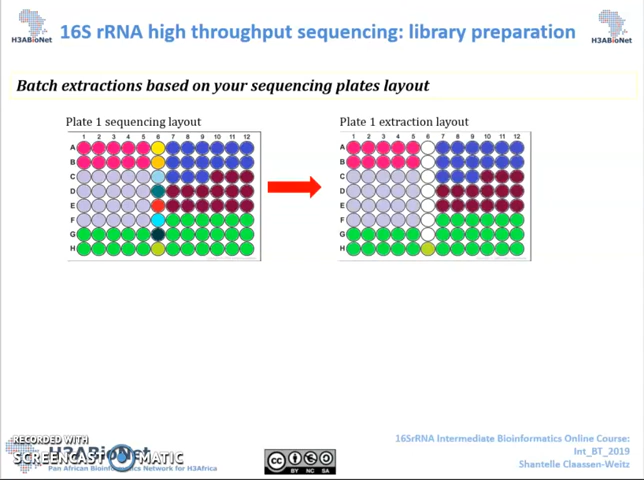 H3ABioNet
16S rRNA high throughput sequencing: library preparation
H3ABioNet
Batch extractions based on your sequencing plates layout
Plate 1 sequencing layout
1 2 3 4 5 6 7 8 9 10 11 12
A
B
C
D
E
F
G
H
Plate 1 extraction layout
1 2 3 4 5 6 7 8 9 10 11 12
A
B
C
D
E
F
G
H
RECORDED WITH
SCREENCAST MATIC
H3ABioNet
Pan African Bioinformatics Network for H3Africa
CC
BY NC SA
16SrRNA Intermediate Bioinformatics Online Course:
Int_BT_2019
Shantelle Claassen-Weitz